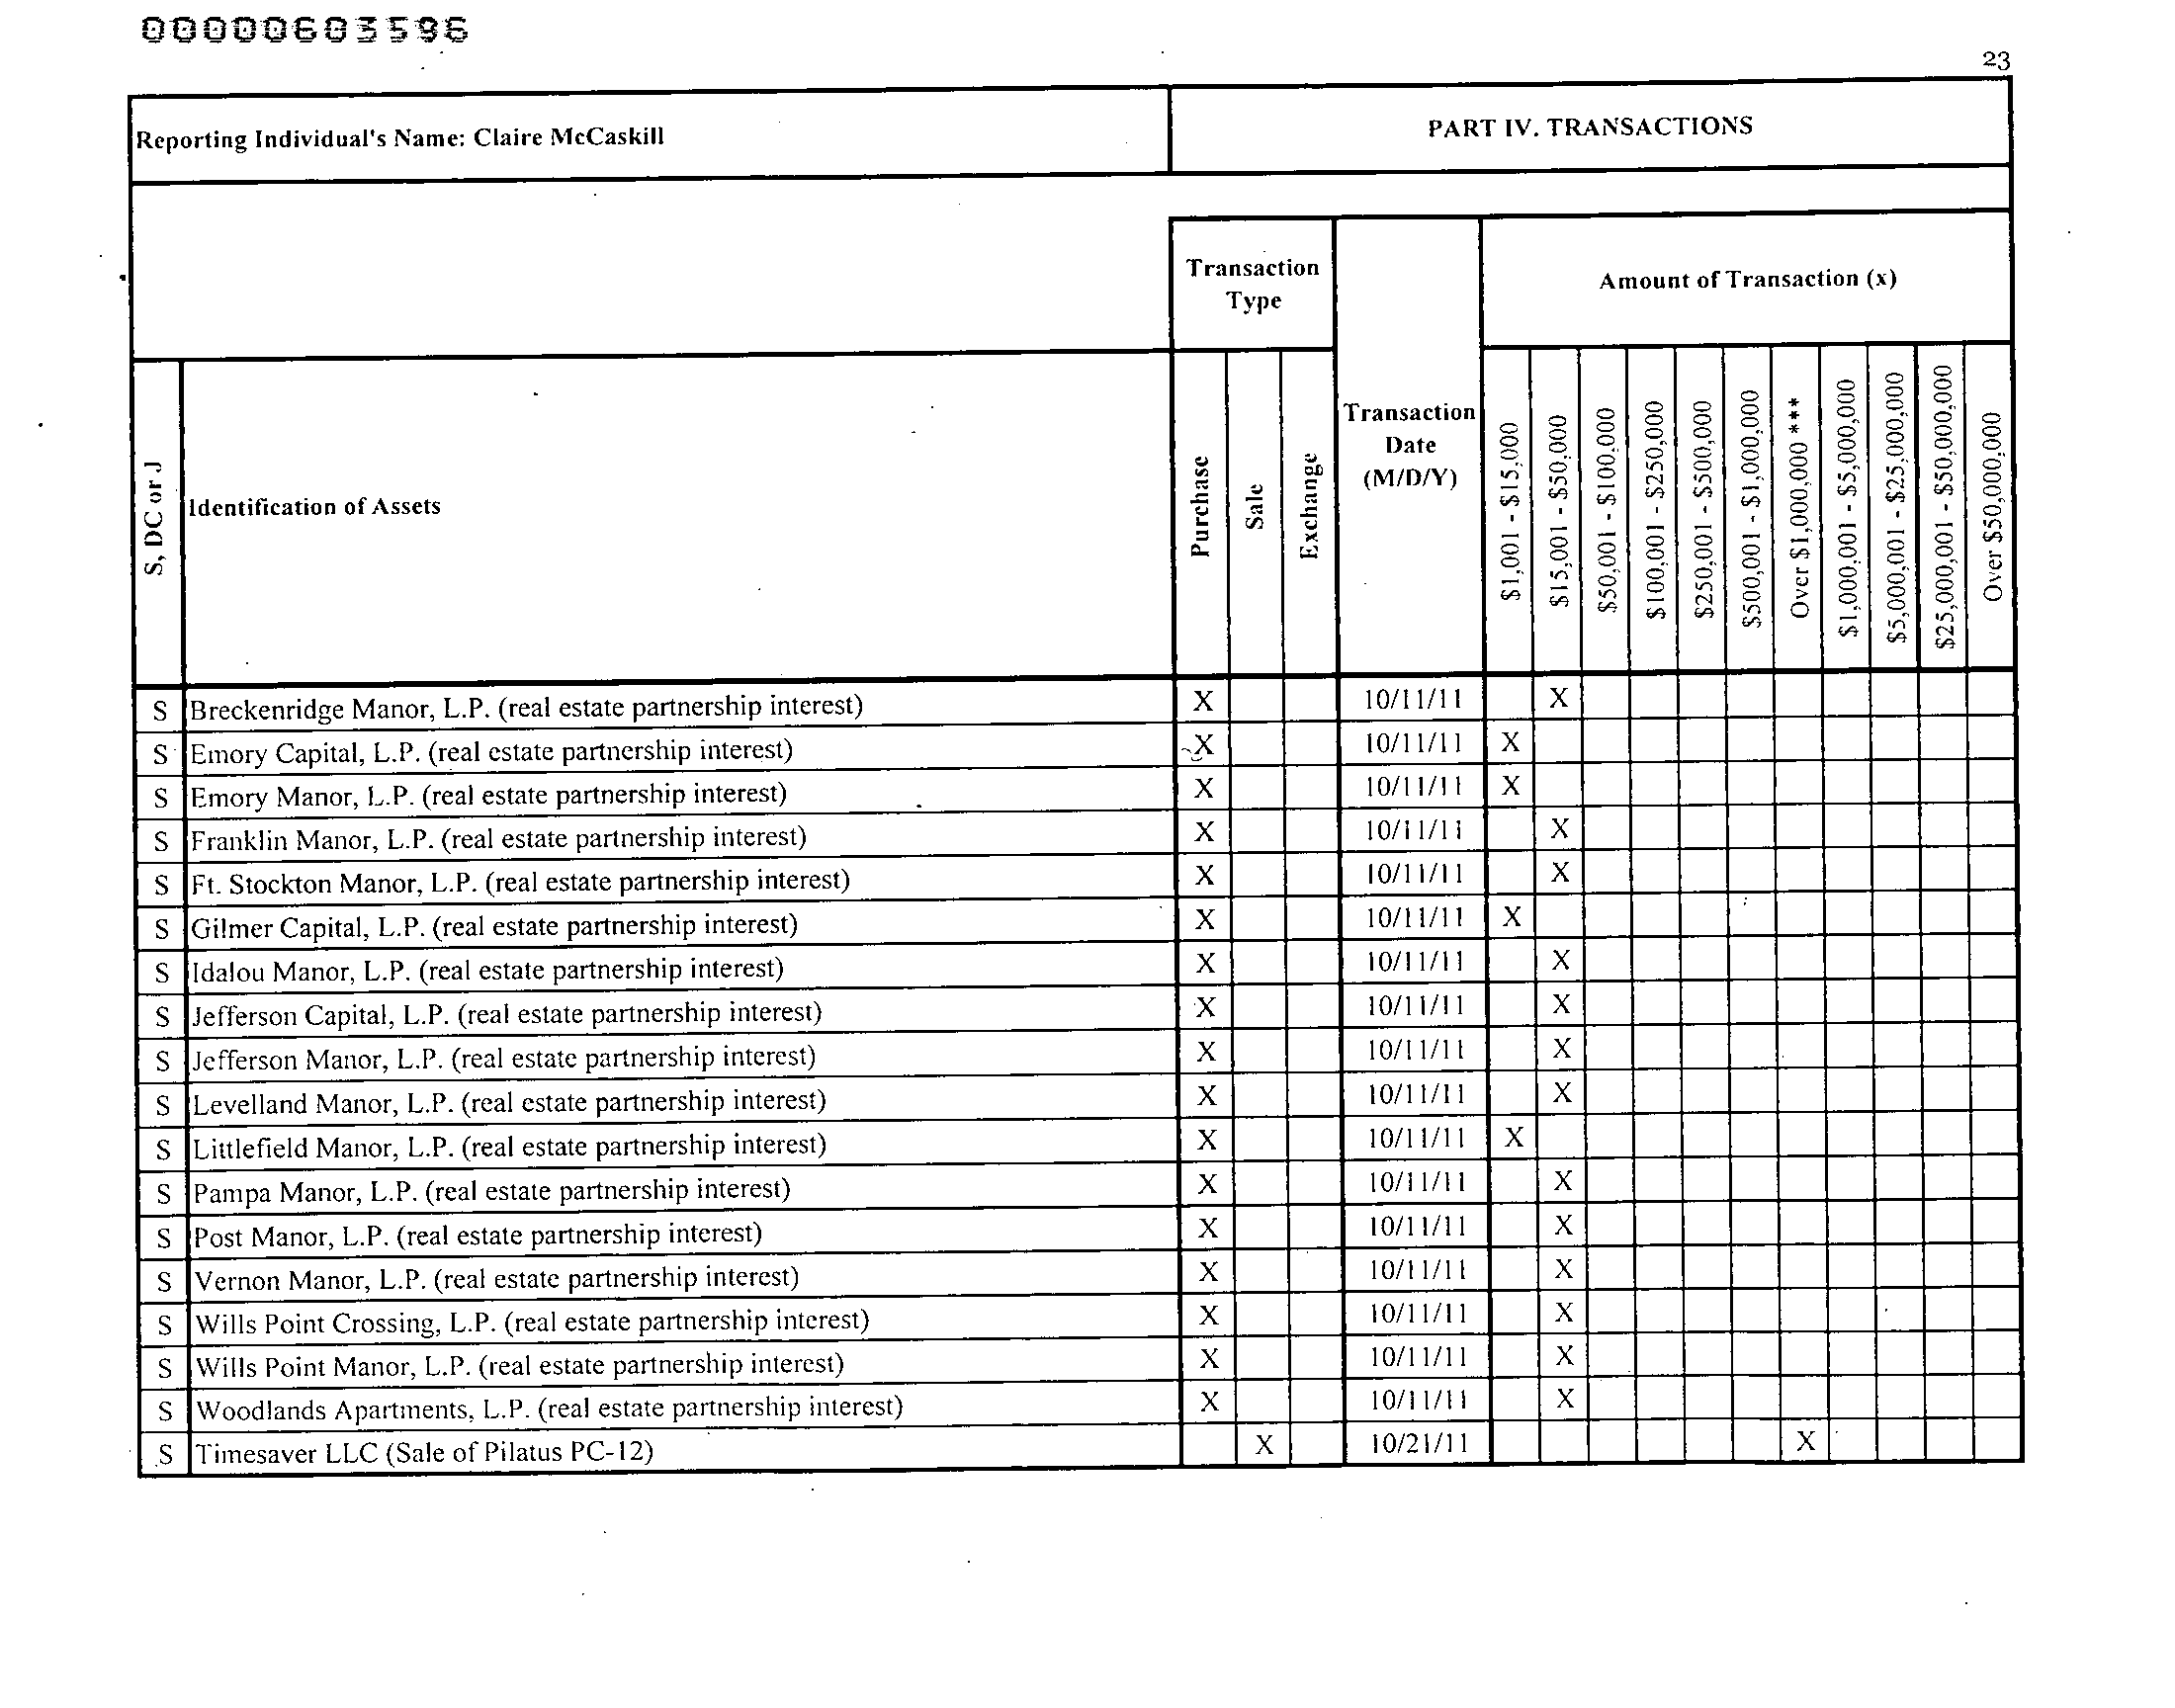 00000603596
23
Reporting Individual's Name: Claire McCaskill
PART IV. TRANSACTIONS
Transaction
Type
Amount of Transaction (x)
S, DC or J
Identification of Assets
Purchase
Sale
Exchange
Transaction
Date
(M/D/Y)
$1,001 - $15,000
$15,001 - $50,000
$50,001 - $100,000
$100,001 - $250,000
$250,001 - $500,000
$500,001 - $1,000,000
Over $1,000,000 ***
$1,000,001 - $5,000,000
$5,000,001 - $25,000,000
$25,000,001 - $50,000,000
Over $50,000,000
S Breckenridge Manor, L.P. (real estate partnership interest) X 10/11/11 X
S Emory Capital, L.P. (real estate partnership interest) X 10/11/11 X
S Emory Manor, L.P. (real estate partnership interest) X 10/11/11 X
S Franklin Manor, L.P. (real estate partnership interest) X 10/11/11 X
S Ft. Stockton Manor, L.P. (real estate partnership interest) X 10/11/11 X
S Gilmer Capital, L.P. (real estate partnership interest) X 10/11/11 X
S Idalou Manor, L.P. (real estate partnership interest) X 10/11/11 X
S Jefferson Capital, L.P. (real estate partnership interest) X 10/11/11 X
S Jefferson Manor, L.P. (real estate partnership interest) X 10/11/11 X
S Levelland Manor, L.P. (real estate partnership interest) X 10/11/11 X
S Littlefield Manor, L.P. (real estate partnership interest) X 10/11/11 X
S Pampa Manor, L.P. (real estate partnership interest) X 10/11/11 X
S Post Manor, L.P. (real estate partnership interest) X 10/11/11 X
S Vernon Manor, L.P. (real estate partnership interest) X 10/11/11 X
S Wills Point Crossing, L.P. (real estate partnership interest) X 10/11/11 X
S Wills Point Manor, L.P. (real estate partnership interest) X 10/11/11 X
S Woodlands Apartments, L.P. (real estate partnership interest) X 10/11/11 X
S Timesaver LLC (Sale of Pilatus PC-12) X 10/21/11 X